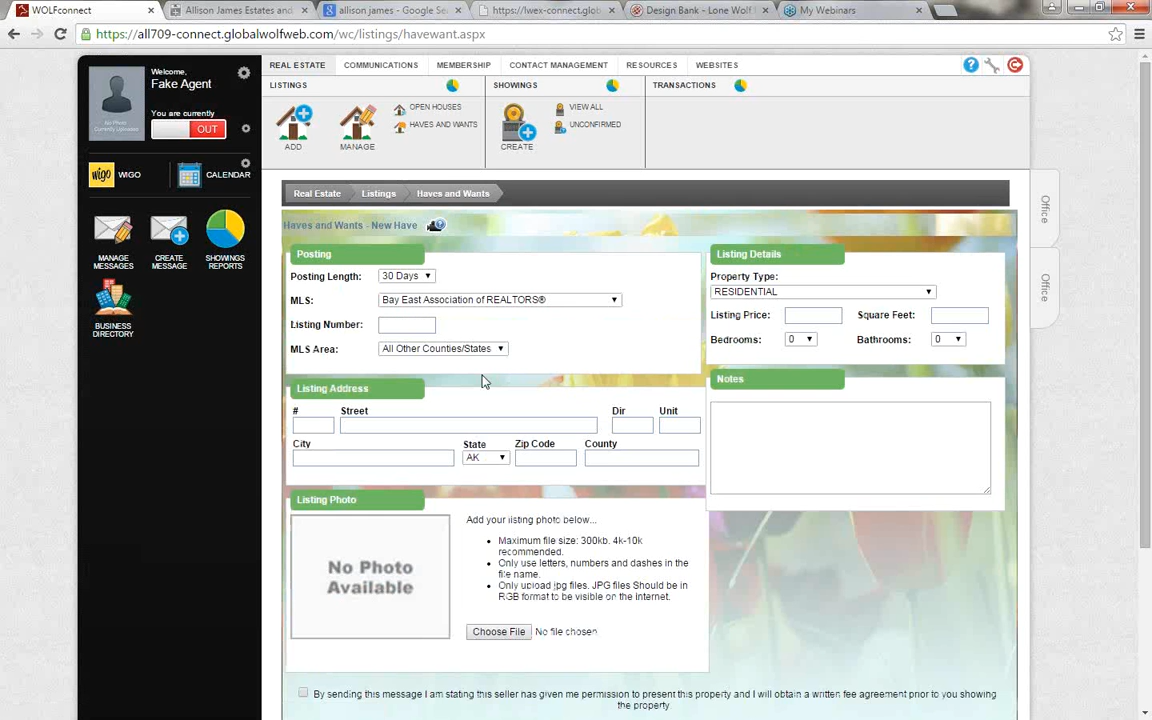 WOLFconnect
Allison James Estates and
allison james - Google Se
https://lwex-connect.glob
Design Bank - Lone Wolf
My Webinars
https://all709-connect.globalwolfweb.com/wc/listings/havewant.aspx
Welcome,
Fake Agent
You are currently
OUT
No Photo
Currently Uploaded
WIGO
WIGO
CALENDAR
MANAGE
MESSAGES
CREATE
MESSAGE
SHOWINGS
REPORTS
BUSINESS
DIRECTORY
REAL ESTATE COMMUNICATIONS MEMBERSHIP CONTACT MANAGEMENT RESOURCES WEBSITES
LISTINGS
SHOWINGS
TRANSACTIONS
ADD
MANAGE
OPEN HOUSES
HAVES AND WANTS
CREATE
VIEW ALL
UNCONFIRMED
Real Estate Listings Haves and Wants
Haves and Wants - New Have
Posting
Posting Length: 30 Days
MLS: Bay East Association of REALTORS®
Listing Number:
MLS Area: All Other Counties/States
Listing Address
# Street Dir Unit
City State Zip Code County
AK
Listing Photo
No Photo
Available
Add your listing photo below...
• Maximum file size: 300kb. 4k-10k
recommended.
• Only use letters, numbers and dashes in the
file name.
• Only upload jpg files. JPG files Should be in
RGB format to be visible on the internet.
Choose File No file chosen
Listing Details
Property Type:
RESIDENTIAL
Listing Price: Square Feet:
Bedrooms: 0 Bathrooms: 0
Notes
Office
Office
By sending this message I am stating this seller has given me permission to present this property and I will obtain a written fee agreement prior to you showing
the property.